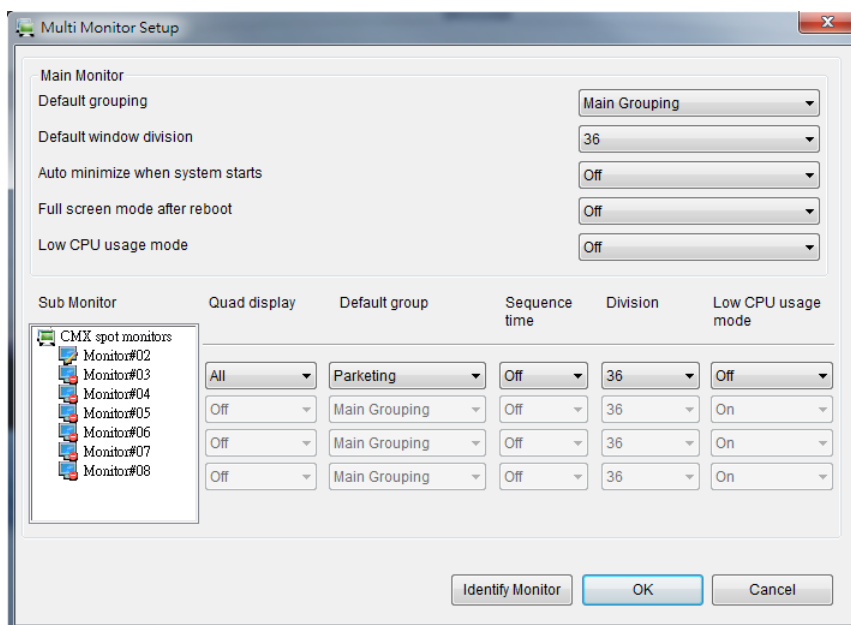 Multi Monitor Setup
Main Monitor
Default grouping Main Grouping
Default window division 36
Auto minimize when system starts Off
Full screen mode after reboot Off
Low CPU usage mode Off
Sub Monitor Quad display Default group Sequence time Division Low CPU usage mode
CMX spot monitors
Monitor#02
Monitor#03
Monitor#04
Monitor#05
Monitor#06
Monitor#07
Monitor#08
All Parketing Off 36 Off
Off Main Grouping Off 36 On
Off Main Grouping Off 36 On
Off Main Grouping Off 36 On
Identify Monitor OK Cancel